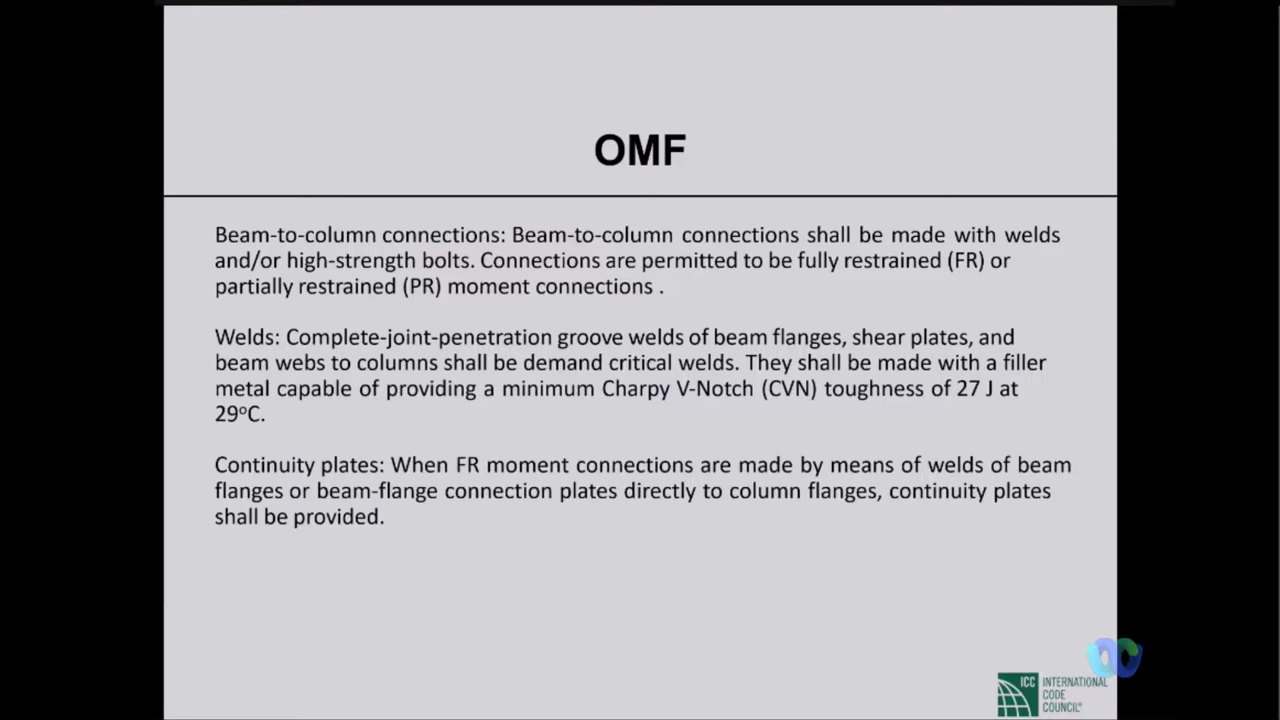 OMF
Beam-to-column connections: Beam-to-column connections shall be made with welds
and/or high-strength bolts. Connections are permitted to be fully restrained (FR) or
partially restrained (PR) moment connections .
Welds: Complete-joint-penetration groove welds of beam flanges, shear plates, and
beam webs to columns shall be demand critical welds. They shall be made with a filler
metal capable of providing a minimum Charpy V-Notch (CVN) toughness of 27 J at
29ºC.
Continuity plates: When FR moment connections are made by means of welds of beam
flanges or beam-flange connection plates directly to column flanges, continuity plates
shall be provided.
ICC INTERNATIONAL
CODE
COUNCIL®